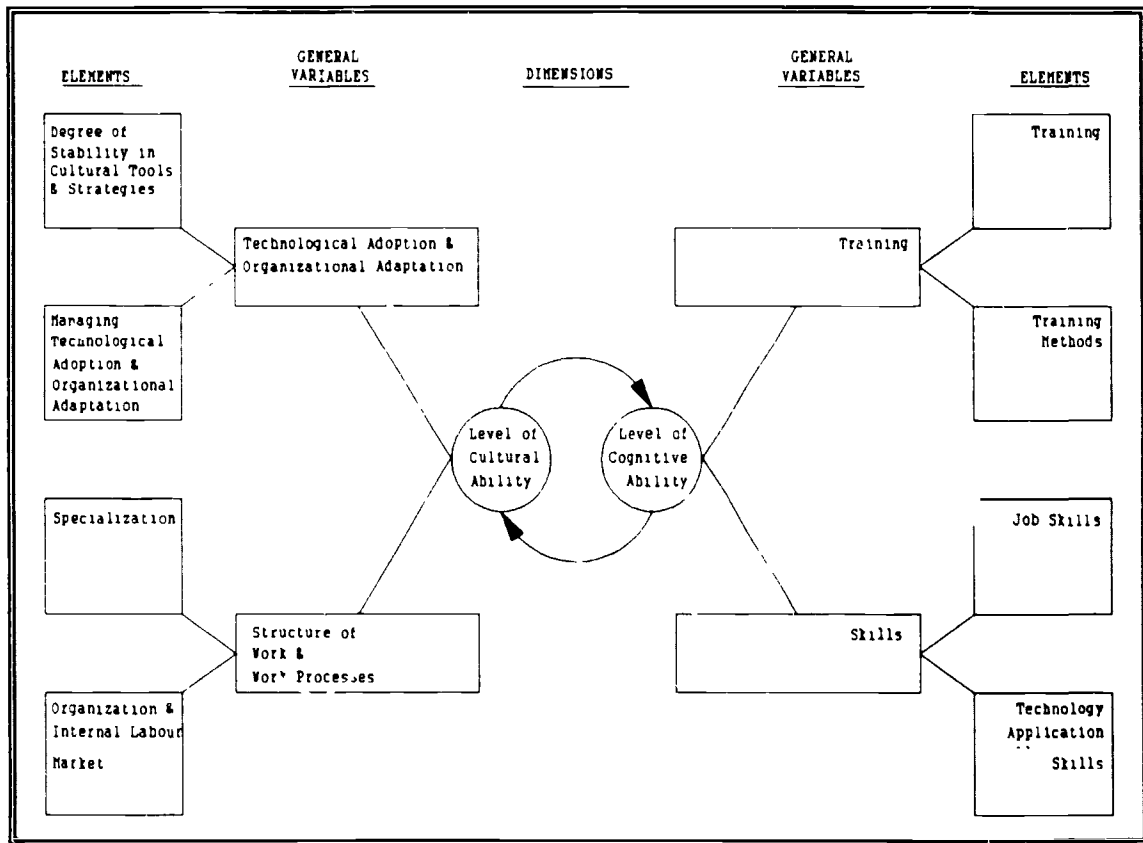 GENERAL
VARIABLES
GENERAL
VARIABLES
ELEMENTS
DIMENSIONS
ELEMENTS
Degree of
Stability in
Cultural Tools
& Strategies
Training
Technological Adoption &
Organizational Adaptation
Training
Managing
Technological
Adoption &
Organizational
Adaptation
Training
Methods
Level of
Cultural
Ability
Level of
Cognitive
Ability
Specialization
Job Skills
Structure of
Work &
Work Processes
Skills
Organization &
Internal Labour
Market
Technology
Application
Skills